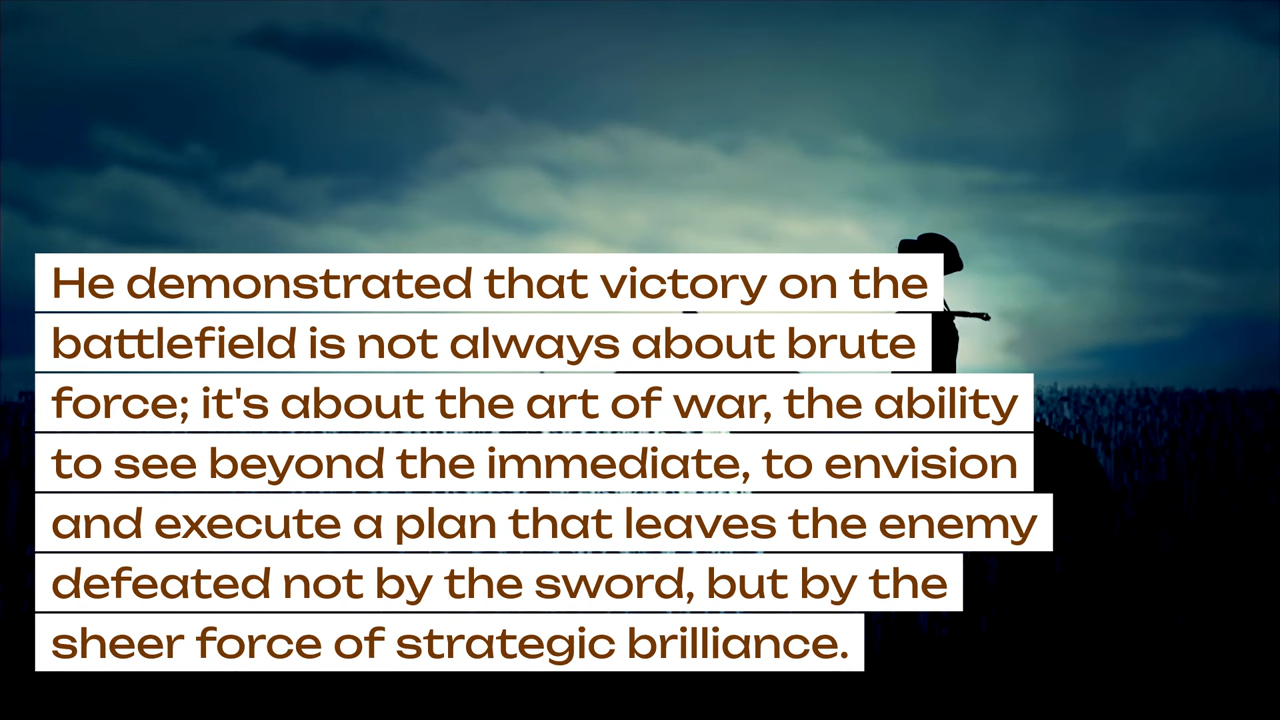 He demonstrated that victory on the
battlefield is not always about brute
force; it's about the art of war, the ability
to see beyond the immediate, to envision
and execute a plan that leaves the enemy
defeated not by the sword, but by the
sheer force of strategic brilliance.